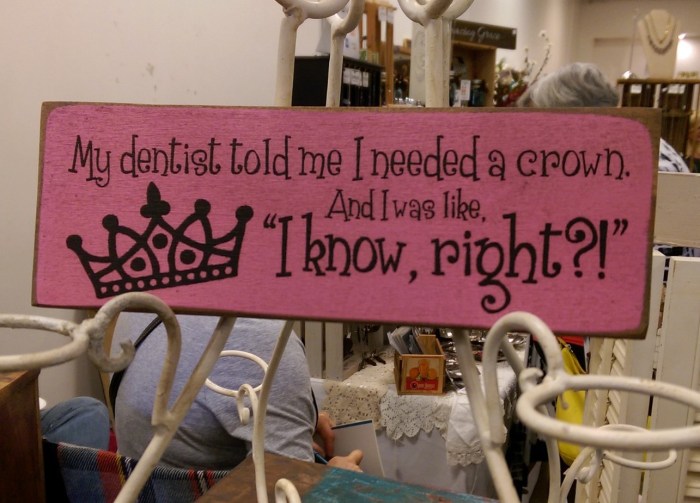 My dentist told me I needed a crown.
And I was like,
"I know, right?!"